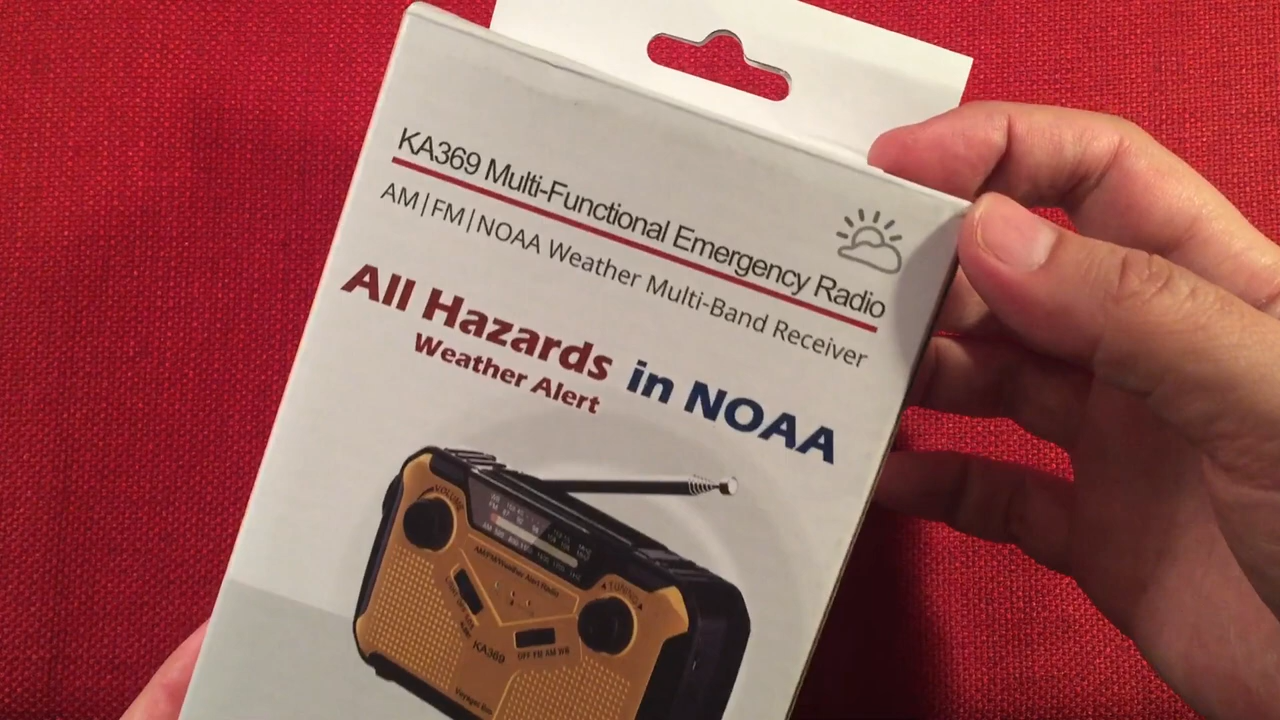 KA369 Multi-Functional Emergency Radio
AM|FM|NOAA Weather Multi-Band Receiver
All Hazards in NOAA
Weather Alert
VOLUME
AM/FM/Weather Alert Radio
TUNING
KA369
OFF FM AM WB